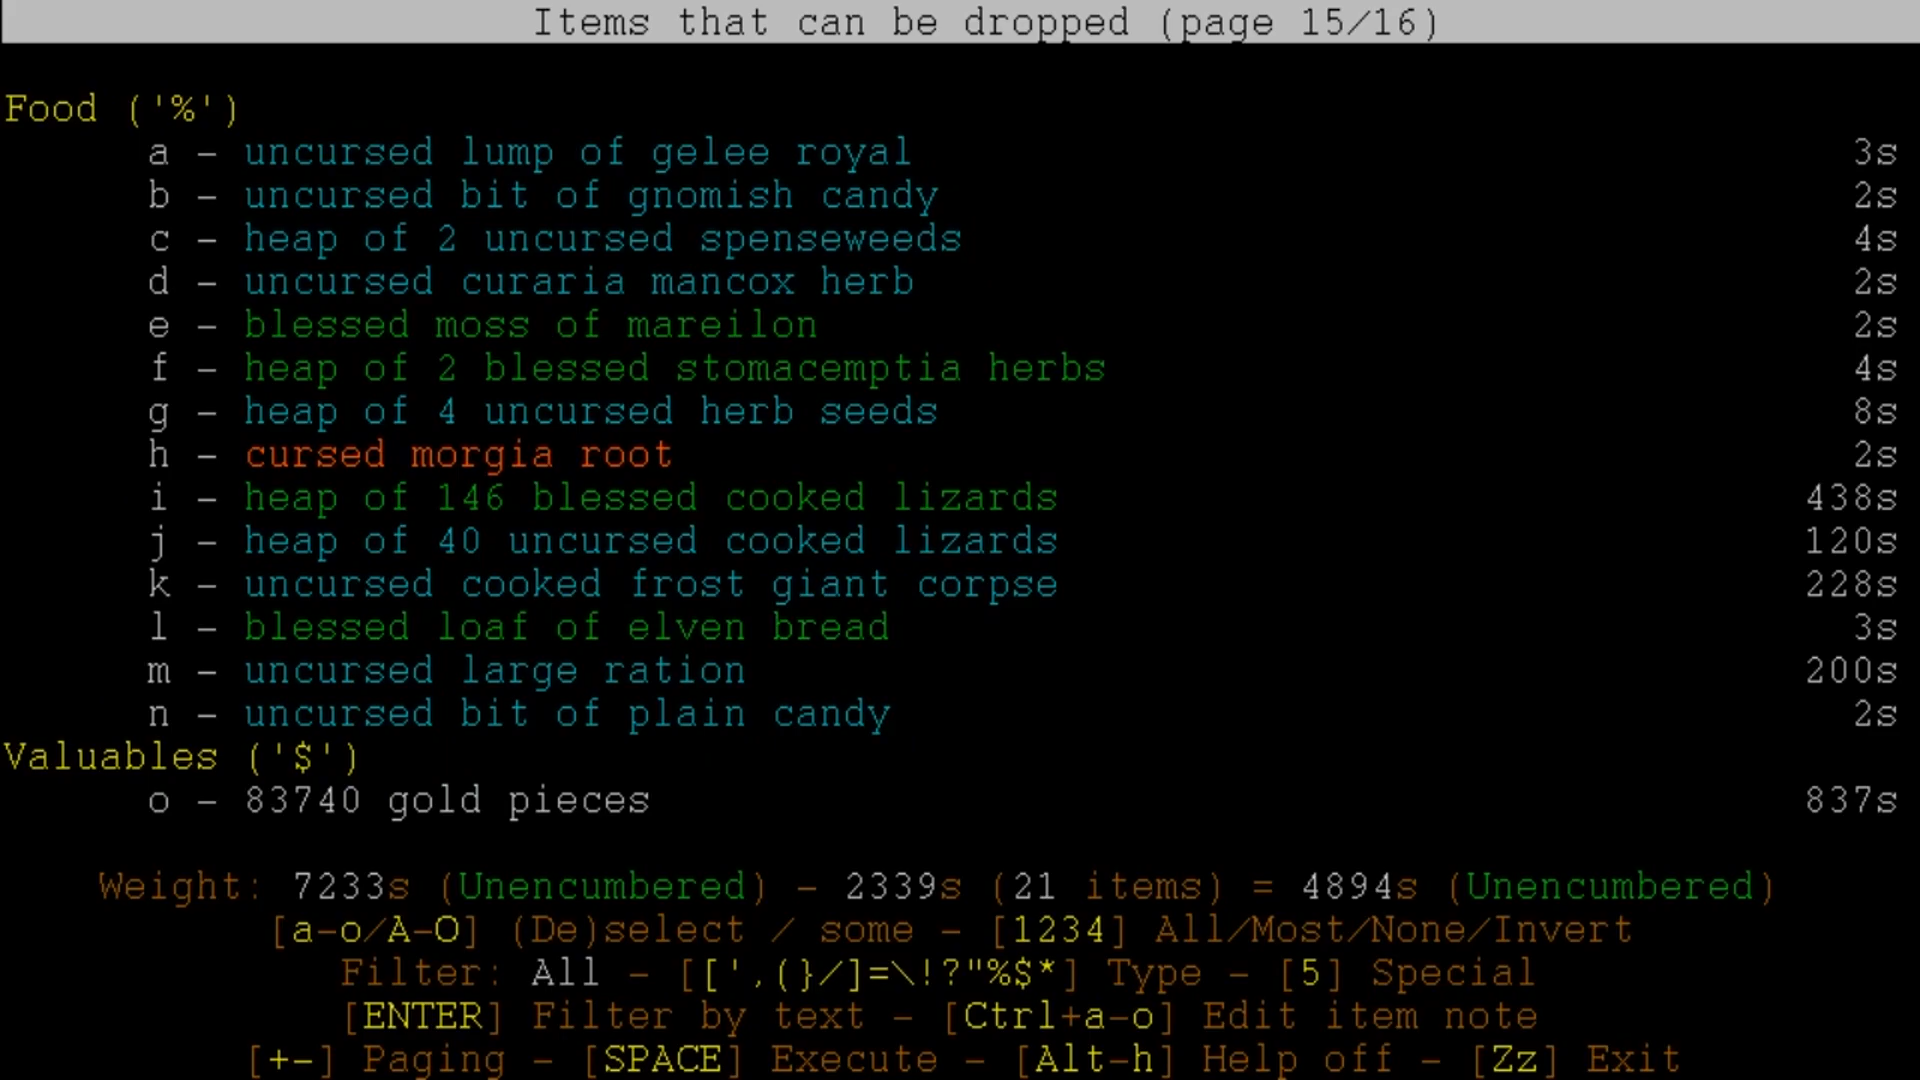 Items that can be dropped (page 15/16)
Food ('%')
a - uncursed lump of gelee royal 3s
b - uncursed bit of gnomish candy 2s
c - heap of 2 uncursed spenseweeds 4s
d - uncursed curaria mancox herb 2s
e - blessed moss of mareilon 2s
f - heap of 2 blessed stomacemptia herbs 4s
g - heap of 4 uncursed herb seeds 8s
h - cursed morgia root 2s
i - heap of 146 blessed cooked lizards 438s
j - heap of 40 uncursed cooked lizards 120s
k - uncursed cooked frost giant corpse 228s
l - blessed loaf of elven bread 3s
m - uncursed large ration 200s
n - uncursed bit of plain candy 2s
Valuables ('$')
o - 83740 gold pieces 837s
Weight: 7233s (Unencumbered) - 2339s (21 items) = 4894s (Unencumbered)
[a-o/A-O] (De)select / some - [1234] All/Most/None/Invert
Filter: All - [[',(}/]=\!?"%$*] Type - [5] Special
[ENTER] Filter by text - [Ctrl+a-o] Edit item note
[+-] Paging - [SPACE] Execute - [Alt-h] Help off - [Zz] Exit